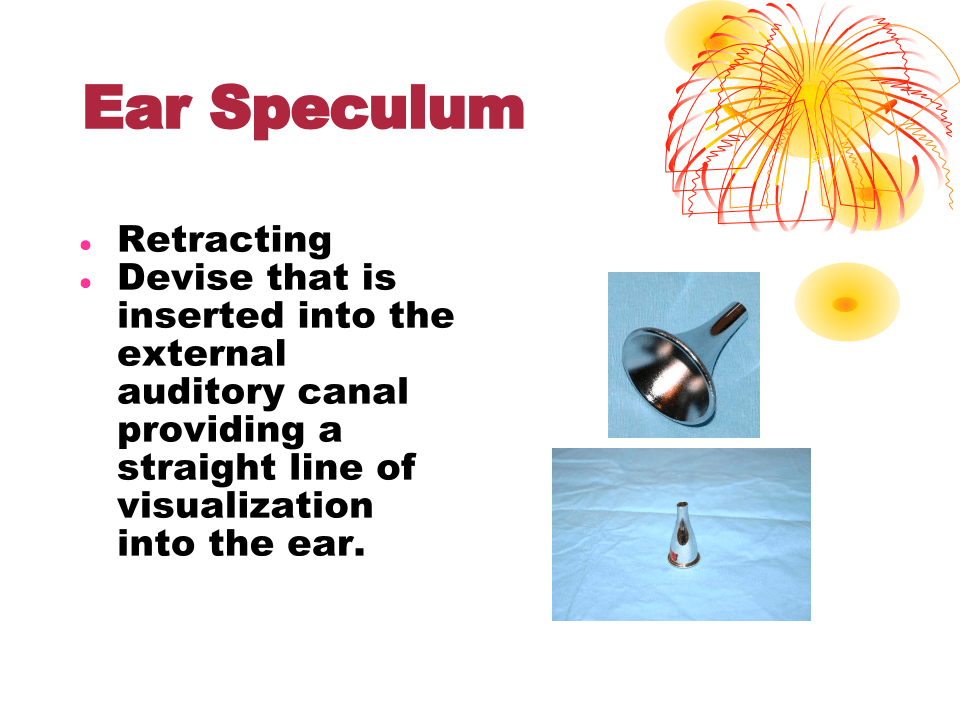 Ear Speculum
● Retracting
● Devise that is
inserted into the
external
auditory canal
providing a
straight line of
visualization
into the ear.